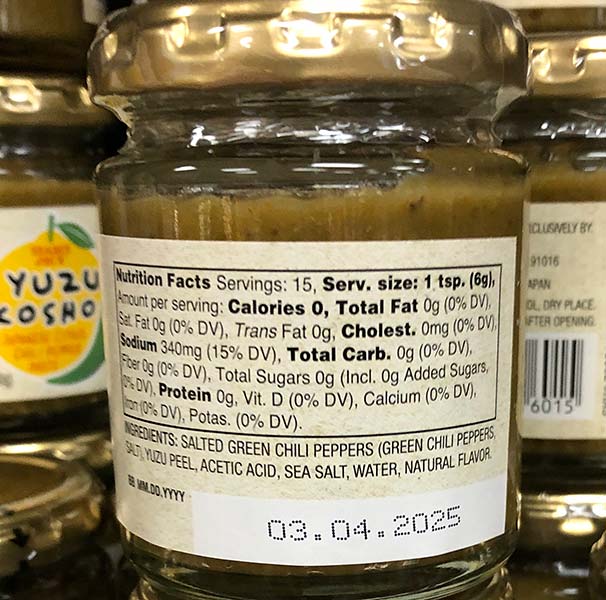 Nutrition Facts Servings: 15, Serv. size: 1 tsp. (6g),
Amount per serving: Calories 0, Total Fat 0g (0% DV),
Sat. Fat 0g (0% DV), Trans Fat 0g, Cholest. 0mg (0% DV),
Sodium 340mg (15% DV), Total Carb. 0g (0% DV),
Fiber 0g (0% DV), Total Sugars 0g (Incl. 0g Added Sugars,
0% DV), Protein 0g, Vit. D (0% DV), Calcium (0% DV),
Iron (0% DV), Potas. (0% DV).
INGREDIENTS: SALTED GREEN CHILI PEPPERS (GREEN CHILI PEPPERS,
SALT), YUZU PEEL, ACETIC ACID, SEA SALT, WATER, NATURAL FLAVOR.
BB MM.DD.YYYY
03.04.2025
YUZU
KOSHO
BY
91016
DRY PLACE.
AFTER OPENING.
6015